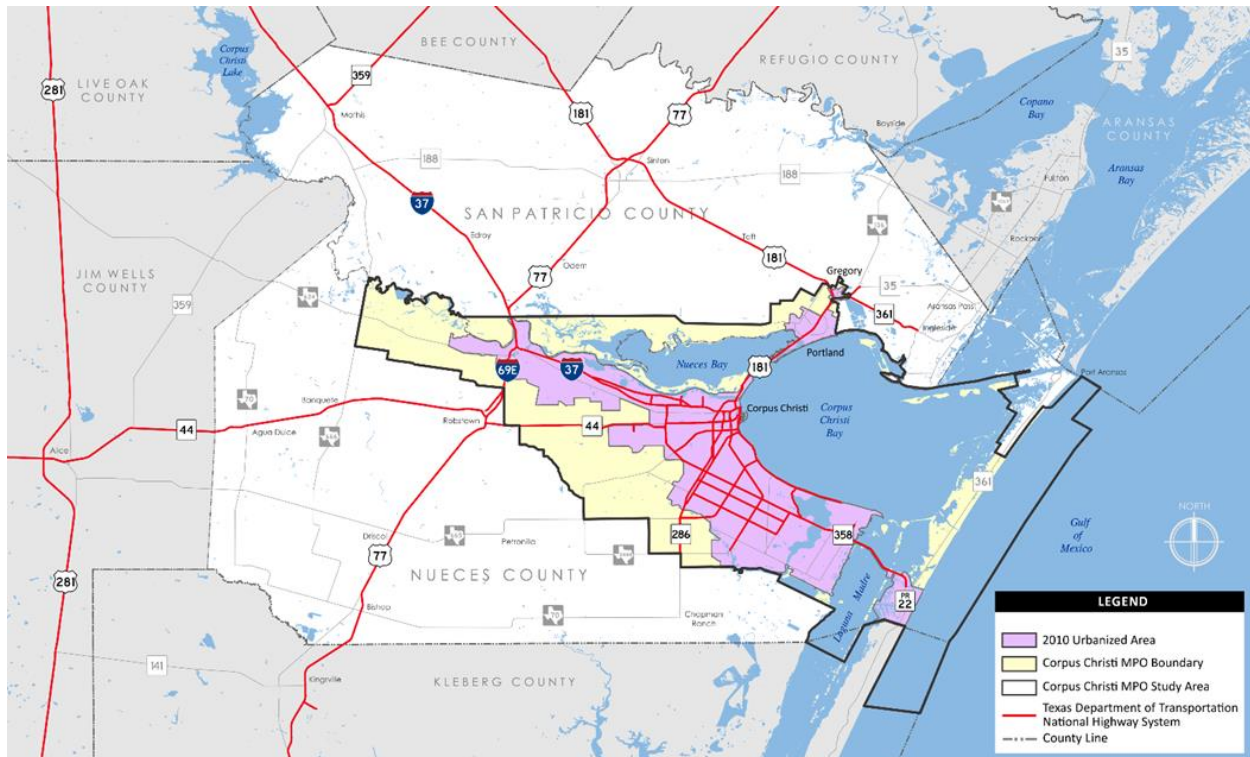 BEE COUNTY
REFUGIO COUNTY
35
Corpus
Christi
Lake
359
LIVE OAK
COUNTY
281
181
77
Copano
Bay
ARANSAS
COUNTY
Mathis
Bayside
188
Sinton
188
Aransas
Bay
Fulton
37
SAN PATRICIO COUNTY
Rockport
Edroy
Taft
JIM WELLS
COUNTY
77
Odem
181
Gregory
35
359
361
Aransas Pass
Ingleside
Nueces Bay
Portland
181
69E
37
Port Aransas
Banquete
70
Robstown
Corpus Christi
Corpus
Christi
Bay
44
Agua Dulce
44
Alice
361
NORTH
286
358
Gulf
of
Mexico
Driscoll
77
Petronilla
281
NUECES COUNTY
Laguna Madre
PR
22
Bishop
70
Chapman
Ranch
141
Kingsville
KLEBERG COUNTY
LEGEND
2010 Urbanized Area
Corpus Christi MPO Boundary
Corpus Christi MPO Study Area
Texas Department of Transportation
National Highway System
County Line